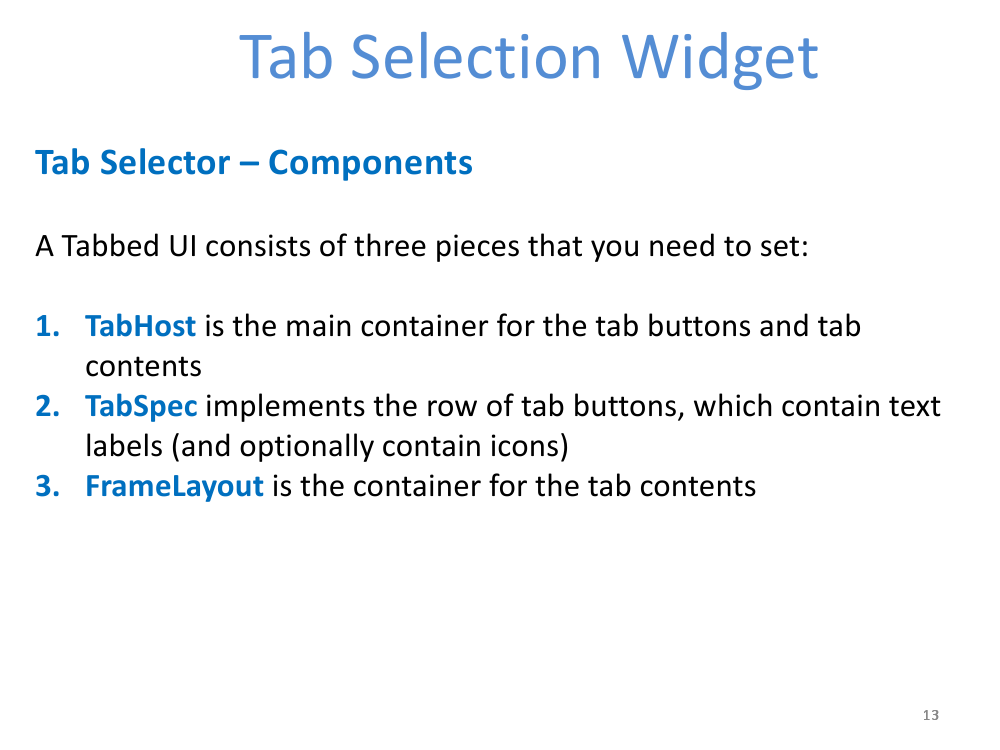 Tab Selection Widget
Tab Selector – Components
A Tabbed UI consists of three pieces that you need to set:
1. TabHost is the main container for the tab buttons and tab
contents
2. TabSpec implements the row of tab buttons, which contain text
labels (and optionally contain icons)
3. FrameLayout is the container for the tab contents
13